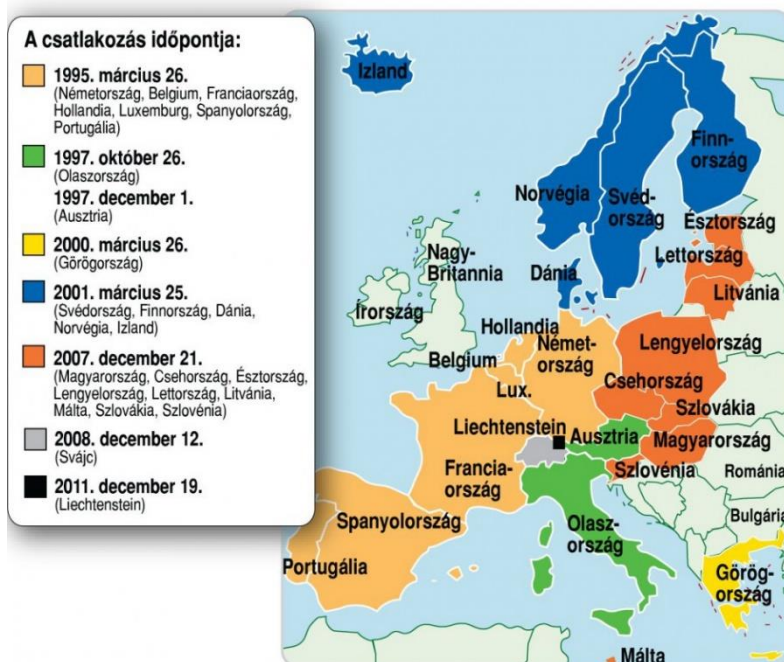 A csatlakozás időpontja:
1995. március 26.
(Németország, Belgium, Franciaország,
Hollandia, Luxemburg, Spanyolország,
Portugália)
1997. október 26.
(Olaszország)
1997. december 1.
(Ausztria)
2000. március 26.
(Görögország)
2001. március 25.
(Svédország, Finnország, Dánia,
Norvégia, Izland)
2007. december 21.
(Magyarország, Csehország, Észtország,
Lengyelország, Lettország, Litvánia,
Málta, Szlovákia, Szlovénia)
2008. december 12.
(Svájc)
2011. december 19.
(Liechtenstein)
Izland
Finn-
ország
Norvégia
Svéd-
ország
Észtország
Lettország
Litvánia
Nagy-
Britannia
Dánia
Írország
Hollandia
Német-
ország
Belgium
Lengyelország
Csehország
Lux.
Szlovákia
Liechtenstein
Ausztria
Magyarország
Francia-
ország
Szlovénia
Románia
Spanyolország
Olasz-
ország
Bulgária
Portugália
Görög-
ország
Málta